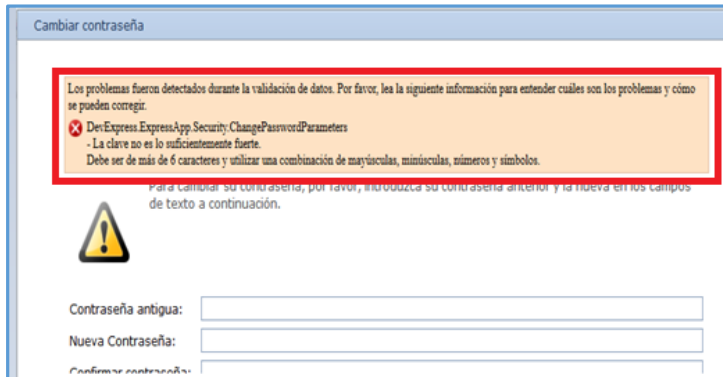 Cambiar contraseña
Los problemas fueron detectados durante la validación de datos. Por favor, lea la siguiente información para entender cuáles son los problemas y cómo
se pueden corregir.
DevExpress.ExpressApp.Security.ChangePasswordParameters
- La clave no es lo suficientemente fuerte.
Debe ser de más de 6 caracteres y utilizar una combinación de mayúsculas, minúsculas, números y símbolos.
Para cambiar su contraseña, por favor, introduzca su contraseña anterior y la nueva en los campos
de texto a continuación.
Contraseña antigua:
Nueva Contraseña:
Confirmar contraseña: